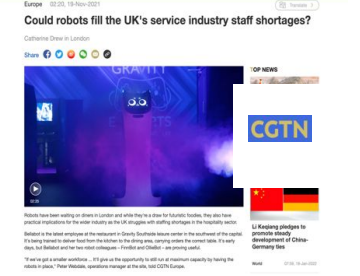 Europe 02:20, 19-Nov-2021
Translate
Could robots fill the UK's service industry staff shortages?
Catherine Drew in London
Share
GRAVITY
E SPORTS
TOP NEWS
CGTN
Robots have been waiting on diners in London and while they're a draw for futuristic foodies, they also have
practical implications for the wider industry as the UK struggles with staffing shortages in the hospitality sector.
Bellabot is the latest employee at the restaurant in Gravity Southside leisure center in the southwest of the capital.
It's being trained to deliver food from the kitchen to the dining area, carrying orders the correct table. It's early
days, but Bellabot and her two robot colleagues – FirstBot and OllieBot – are proving useful.
"If we've got a smaller workforce ... It'll give us the opportunity to still run at maximum capacity by having the
robots in place," Peter Webdale, operations manager at the site, told CGTN Europe.
Li Keqiang pledges to
promote steady
development of China-
Germany ties
World
18-Jan-2022